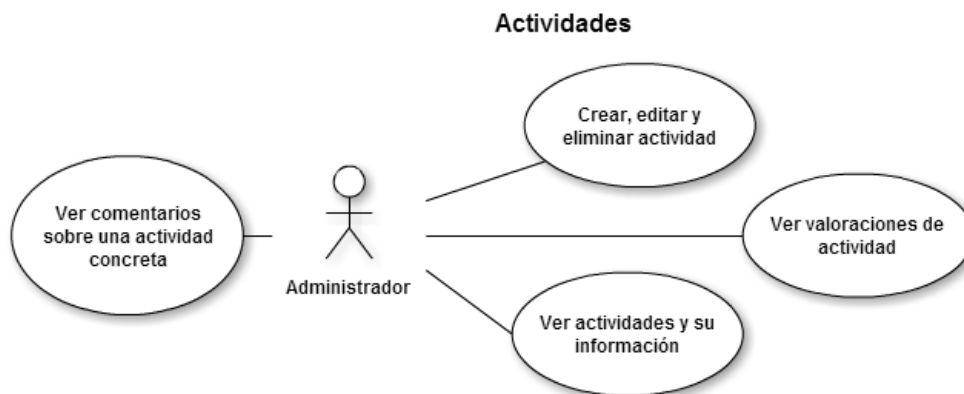 Actividades
Crear, editar y
eliminar actividad
Ver comentarios
sobre una actividad
concreta
Administrador
Ver valoraciones de
actividad
Ver actividades y su
información